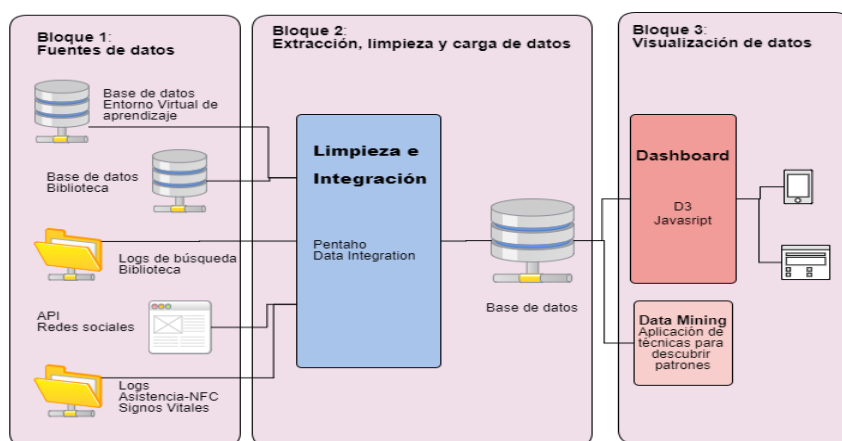 Bloque 1:
Fuentes de datos
Base de datos
Entorno Virtual de
aprendizaje
Base de datos
Biblioteca
Logs de búsqueda
Biblioteca
API
Redes sociales
Logs
Asistencia-NFC
Signos Vitales
Bloque 2:
Extracción, limpieza y carga de datos
Limpieza e
Integración
Pentaho
Data Integration
Base de datos
Bloque 3:
Visualización de datos
Dashboard
D3
Javasript
Data Mining
Aplicación de
técnicas para
descubrir
patrones